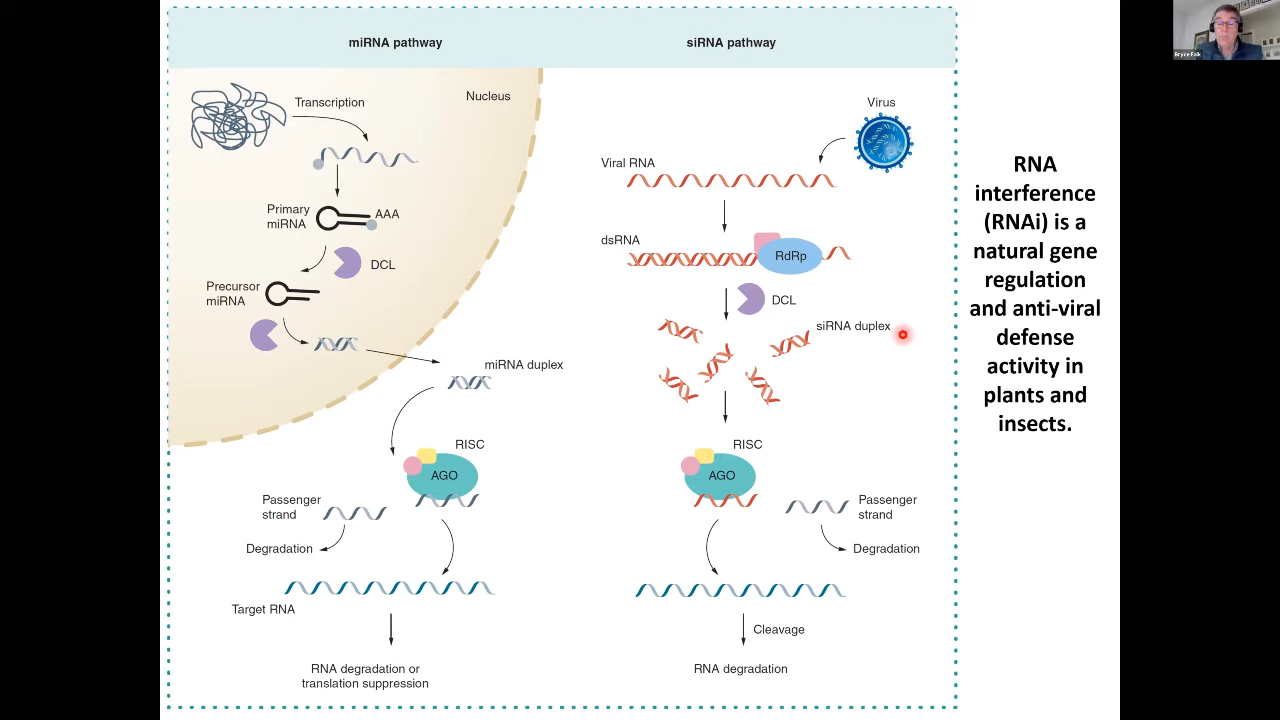 miRNA pathway
siRNA pathway
Nucleus
Transcription
Primary
miRNA
AAA
DCL
Precursor
miRNA
miRNA duplex
RISC
AGO
Passenger
strand
Degradation
Target RNA
RNA degradation or
translation suppression
Virus
Viral RNA
dsRNA
RdRp
DCL
siRNA duplex
RISC
AGO
Passenger
strand
Degradation
Cleavage
RNA degradation
RNA
interference
(RNAi) is a
natural gene
regulation
and anti-viral
defense
activity in
plants and
insects.
Bryce Falk